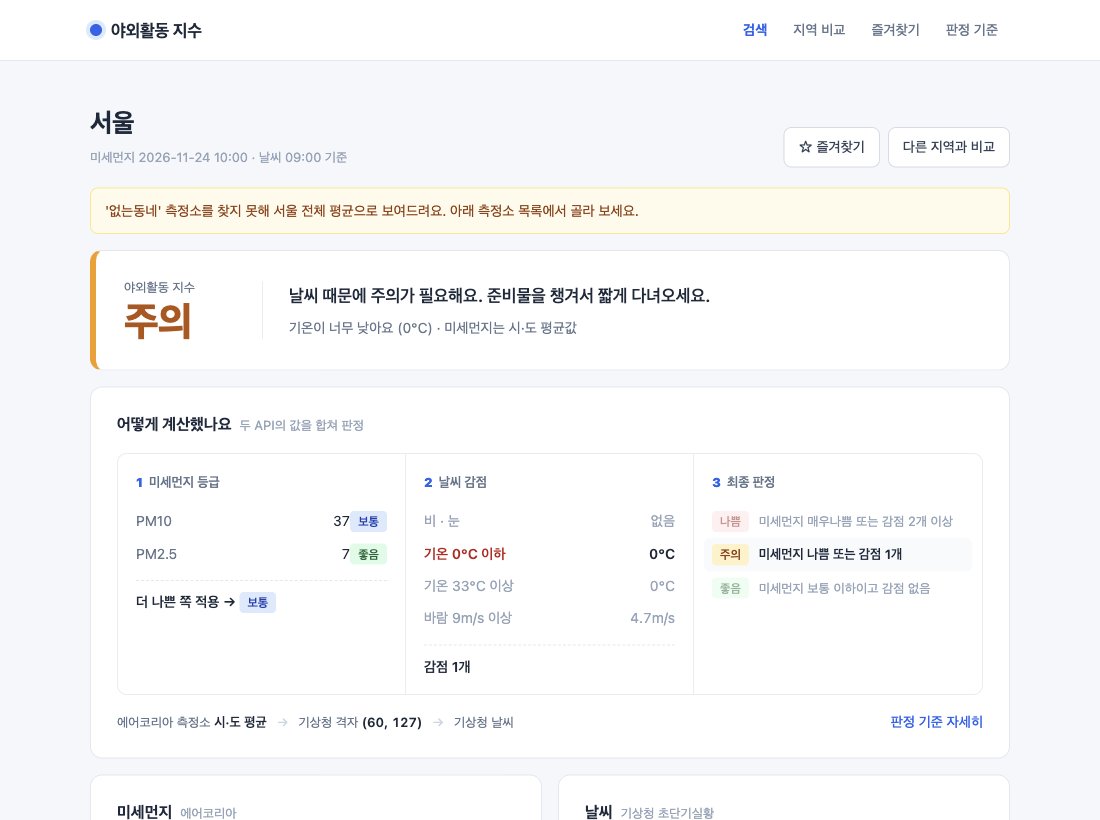 야외활동 지수
검색 지역 비교 즐겨찾기 판정 기준
서울
미세먼지 2026-11-24 10:00 · 날씨 09:00 기준
☆ 즐겨찾기 다른 지역과 비교
'없는동네' 측정소를 찾지 못해 서울 전체 평균으로 보여드려요. 아래 측정소 목록에서 골라 보세요.
야외활동 지수
주의
날씨 때문에 주의가 필요해요. 준비물을 챙겨서 짧게 다녀오세요.
기온이 너무 낮아요 (0°C) · 미세먼지는 시·도 평균값
어떻게 계산했나요 두 API의 값을 합쳐 판정
1 미세먼지 등급
PM10 37 보통
PM2.5 7 좋음
더 나쁜 쪽 적용 → 보통
2 날씨 감점
비 · 눈 없음
기온 0°C 이하 0°C
기온 33°C 이상 0°C
바람 9m/s 이상 4.7m/s
감점 1개
3 최종 판정
나쁨 미세먼지 매우나쁨 또는 감점 2개 이상
주의 미세먼지 나쁨 또는 감점 1개
좋음 미세먼지 보통 이하이고 감점 없음
에어코리아 측정소 시·도 평균 → 기상청 격자 (60, 127) → 기상청 날씨
판정 기준 자세히
미세먼지 에어코리아
날씨 기상청 초단기실황